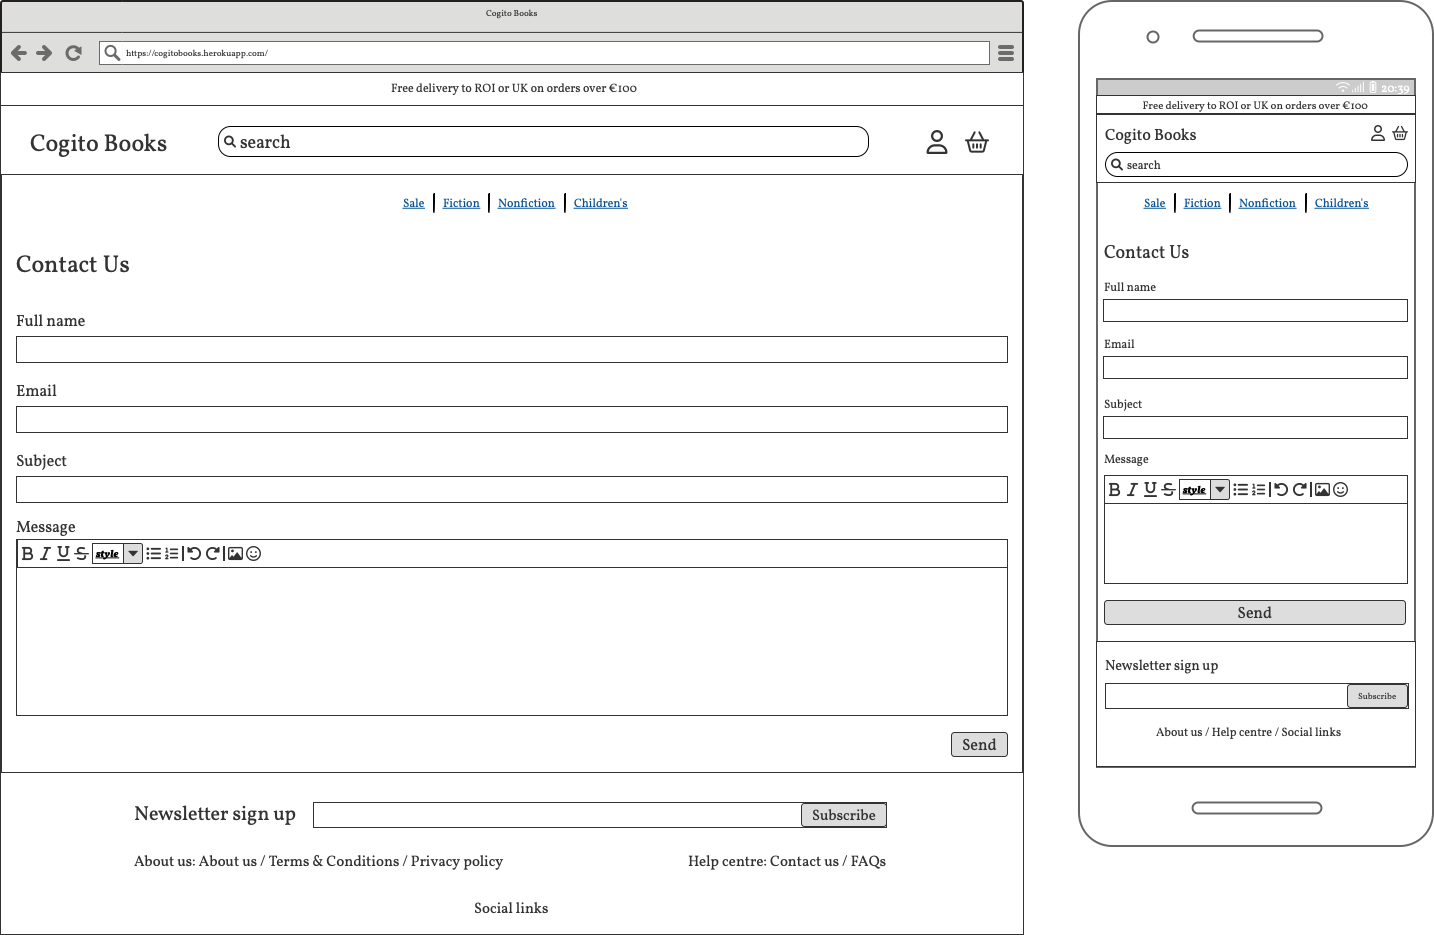 Cogito Books
https://cogitobooks.herokuapp.com/
Free delivery to ROI or UK on orders over €100
Cogito Books
search
Sale
Fiction
Nonfiction
Children's
Contact Us
Full name
Email
Subject
Message
B I U S style
Send
Newsletter sign up
Subscribe
About us: About us / Terms & Conditions / Privacy policy
Help centre: Contact us / FAQs
Social links
20:39
Free delivery to ROI or UK on orders over €100
Cogito Books
search
Sale
Fiction
Nonfiction
Children's
Contact Us
Full name
Email
Subject
Message
B I U S style
Send
Newsletter sign up
Subscribe
About us / Help centre / Social links